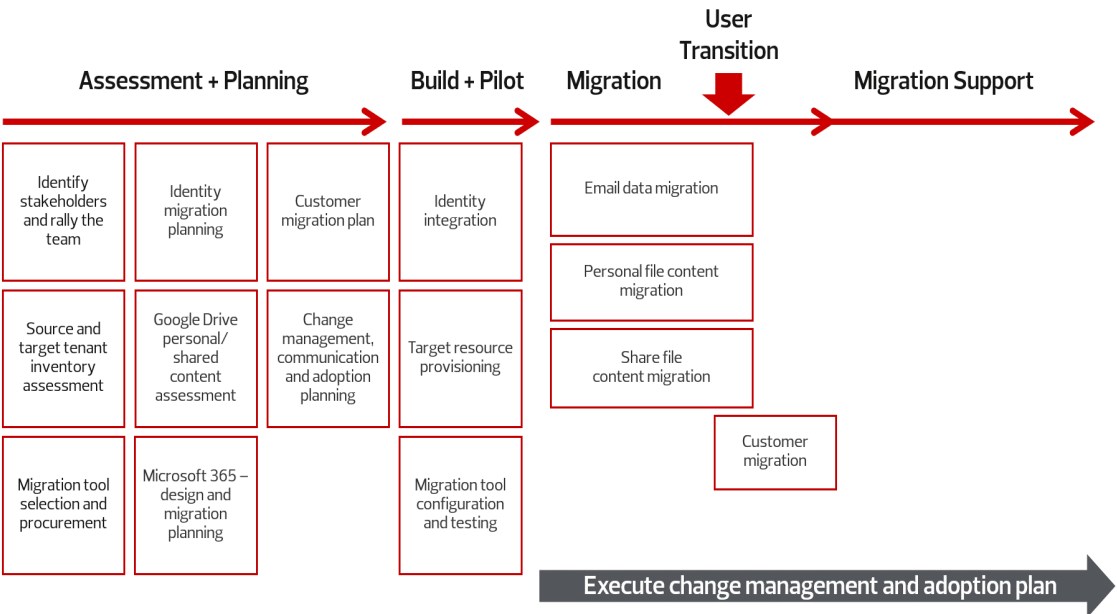 User
Transition
Assessment + Planning
Build + Pilot
Migration
Migration Support
Identify
stakeholders
and rally the
team
Identity
migration
planning
Customer
migration plan
Identity
integration
Email data migration
Personal file content
migration
Source and
target tenant
inventory
assessment
Google Drive
personal/
shared
content
assessment
Change
management,
communication
and adoption
planning
Target resource
provisioning
Share file
content migration
Customer
migration
Migration tool
selection and
procurement
Microsoft 365 –
design and
migration
planning
Migration tool
configuration
and testing
Execute change management and adoption plan